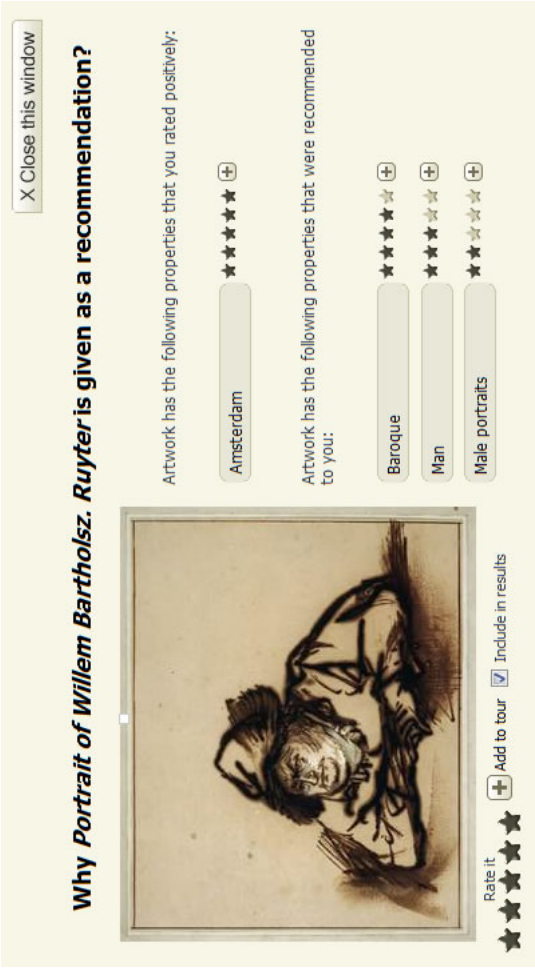 X Close this window
Why Portrait of Willem Bartholsz. Ruyter is given as a recommendation?
Artwork has the following properties that you rated positively:
Amsterdam
Artwork has the following properties that were recommended
to you:
Baroque
Man
Male portraits
Rate it
Add to tour
Include in results